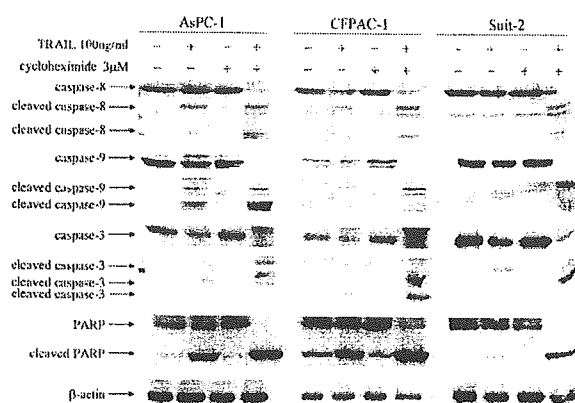 AsPC-1 CFPAC-1 Suit-2
TRAIL 100ng/ml - + - + - + - + - + - +
cycloheximide 3μM - - + + - - + + - - + +
caspase-8
cleaved caspase-8
cleaved caspase-8
caspase-9
cleaved caspase-9
cleaved caspase-9
caspase-3
cleaved caspase-3
cleaved caspase-3
cleaved caspase-3
PARP
cleaved PARP
β-actin